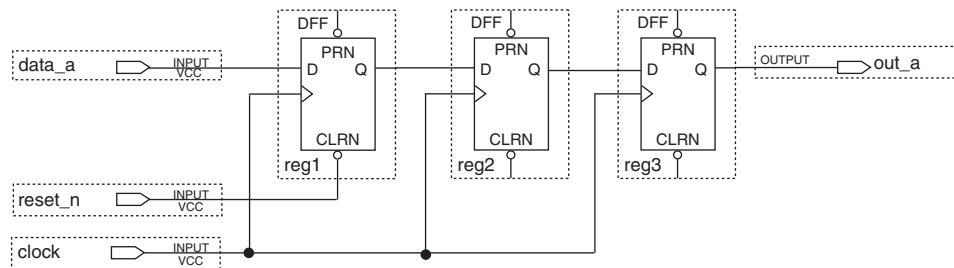 DFF
DFF
DFF
PRN
PRN
PRN
data_a
INPUT
VCC
D
Q
D
Q
D
Q
OUTPUT
out_a
CLRN
CLRN
CLRN
reg1
reg2
reg3
reset_n
INPUT
VCC
clock
INPUT
VCC